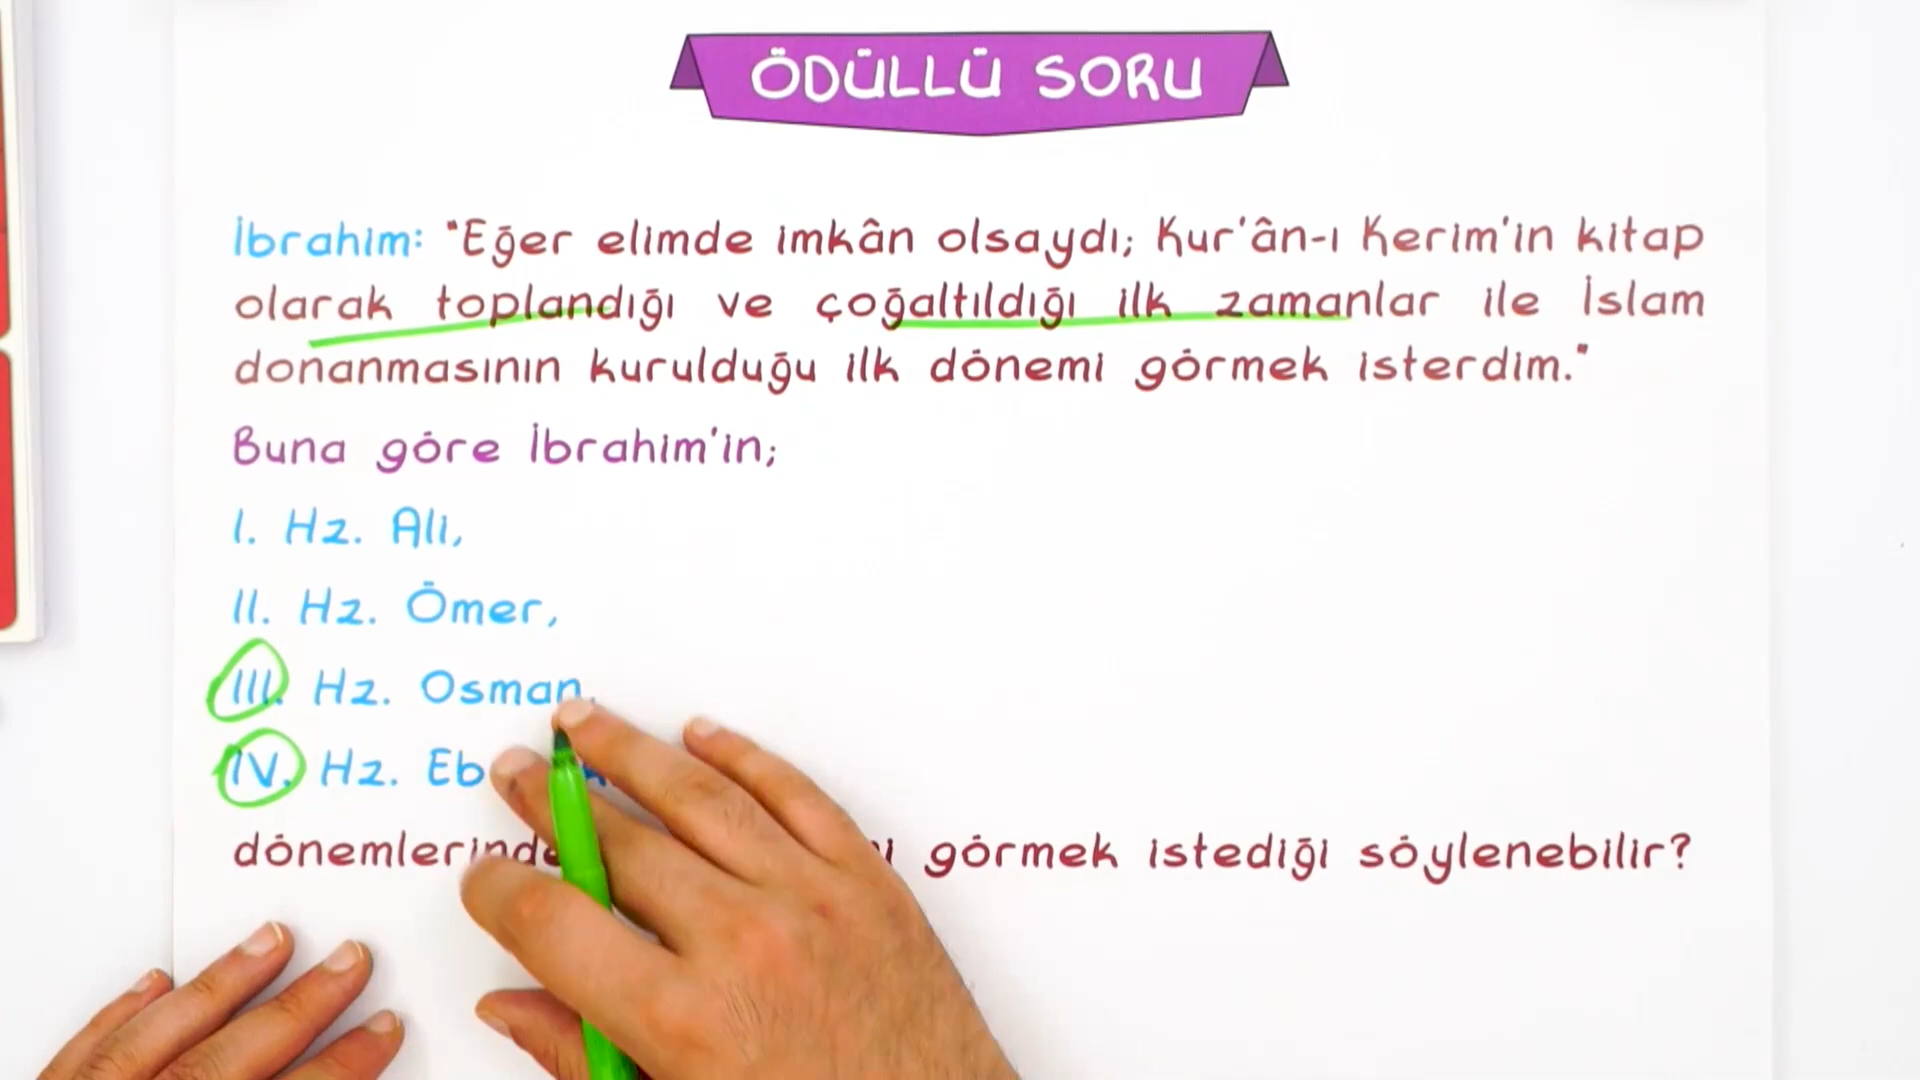 ÖDÜLLÜ SORU
İbrahim: "Eğer elimde imkân olsaydı; Kur'ân-ı Kerim'in kitap
olarak toplandığı ve çoğaltıldığı ilk zamanlar ile İslam
donanmasının kurulduğu ilk dönemi görmek isterdim."
Buna göre İbrahim'in;
I. Hz. Ali,
II. Hz. Ömer,
III. Hz. Osman,
IV. Hz.
görmek istediği söylenebilir?